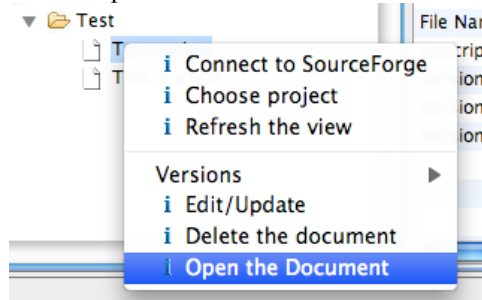 Test
File Nar
Connect to SourceForge
Choose project
Refresh the view
Versions
Edit/Update
Delete the document
Open the Document